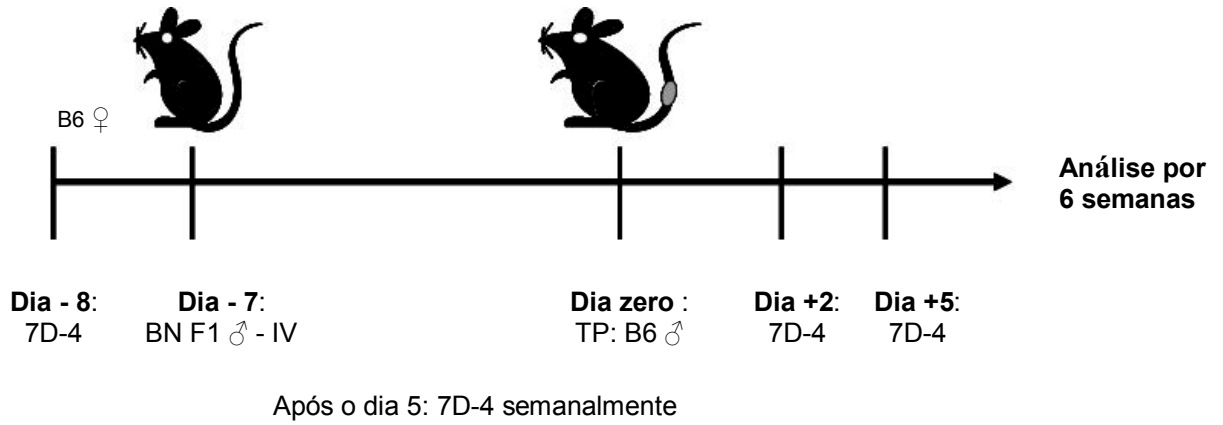 B6 ♀
Análise por
6 semanas
Dia - 8:
7D-4
Dia - 7:
BN F1 ♂ - IV
Dia zero :
TP: B6 ♂
Dia +2:
7D-4
Dia +5:
7D-4
Após o dia 5: 7D-4 semanalmente